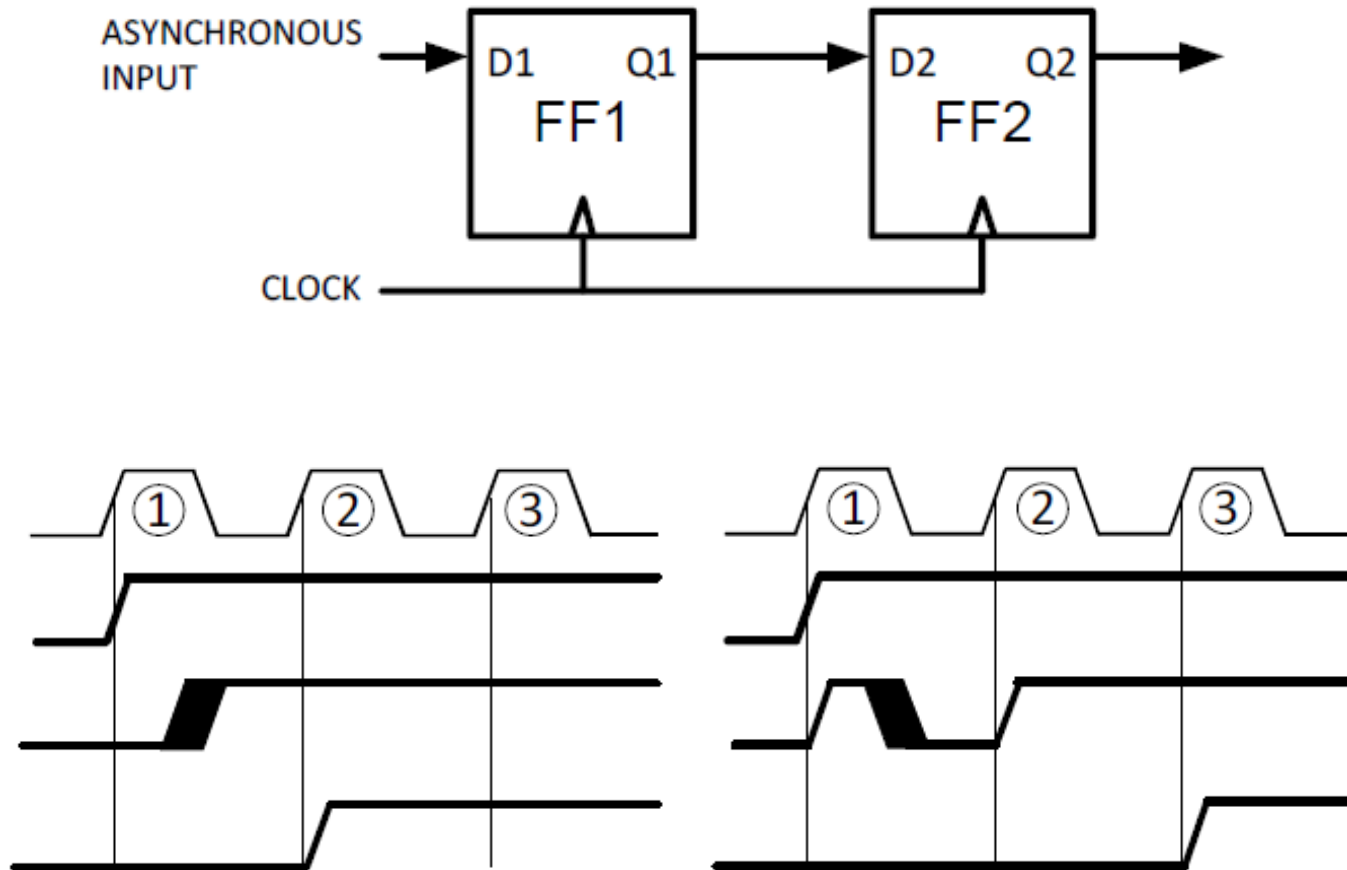 ASYNCHRONOUS
INPUT
D1 Q1
FF1
D2 Q2
FF2
CLOCK
① ② ③
① ② ③